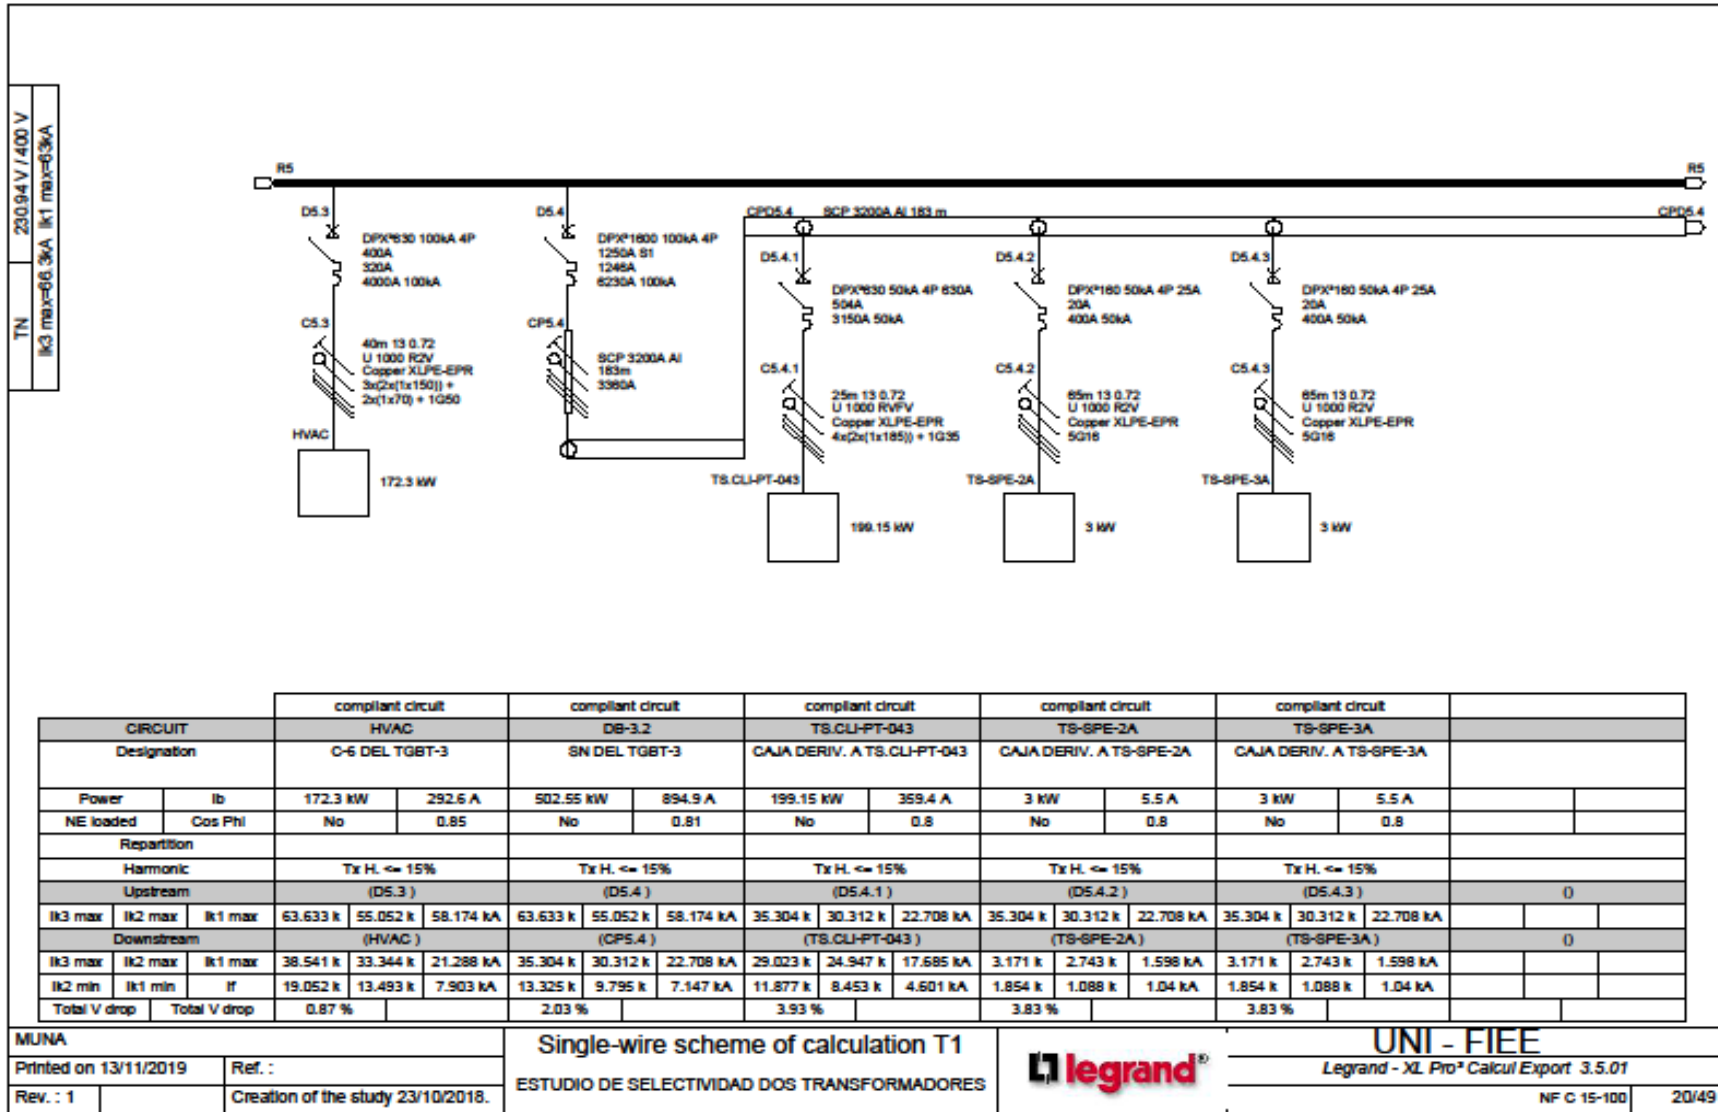 230.94 V / 400 V
TN
Ik3 max=66.3kA Ik1 max=63kA
R5
R5
D5.3
DPX³630 100kA 4P
400A
320A
4000A 100kA
C5.3
40m 13 0.72
U 1000 R2V
Copper XLPE-EPR
3x(2x(1x150)) +
2x(1x70) + 1G50
HVAC
172.3 kW
D5.4
DPX³1600 100kA 4P
1250A S1
1246A
6230A 100kA
CP5.4
SCP 3200A Al
183m
3360A
CPD5.4
SCP 3200A Al 183 m
CPD5.4
D5.4.1
DPX³630 50kA 4P 630A
504A
3150A 50kA
C5.4.1
25m 13 0.72
U 1000 RVFV
Copper XLPE-EPR
4x(2x(1x185)) + 1G35
TS.CLI-PT-043
199.15 kW
D5.4.2
DPX³160 50kA 4P 25A
20A
400A 50kA
C5.4.2
65m 13 0.72
U 1000 R2V
Copper XLPE-EPR
5G16
TS-SPE-2A
3 kW
D5.4.3
DPX³160 50kA 4P 25A
20A
400A 50kA
C5.4.3
65m 13 0.72
U 1000 R2V
Copper XLPE-EPR
5G16
TS-SPE-3A
3 kW
compliant circuit compliant circuit compliant circuit compliant circuit compliant circuit
CIRCUIT HVAC DB-3.2 TS.CLI-PT-043 TS-SPE-2A TS-SPE-3A
Designation C-6 DEL TGBT-3 SN DEL TGBT-3 CAJA DERIV. A TS.CLI-PT-043 CAJA DERIV. A TS-SPE-2A CAJA DERIV. A TS-SPE-3A
Power Ib 172.3 kW 292.6 A 502.55 kW 894.9 A 199.15 kW 359.4 A 3 kW 5.5 A 3 kW 5.5 A
NE loaded Cos Phi No 0.85 No 0.81 No 0.8 No 0.8 No 0.8
Repartition
Harmonic Tx H. <= 15% Tx H. <= 15% Tx H. <= 15% Tx H. <= 15% Tx H. <= 15%
Upstream (D5.3 ) (D5.4 ) (D5.4.1 ) (D5.4.2 ) (D5.4.3 ) ()
Ik3 max Ik2 max Ik1 max 63.633 k 55.052 k 58.174 kA 63.633 k 55.052 k 58.174 kA 35.304 k 30.312 k 22.708 kA 35.304 k 30.312 k 22.708 kA 35.304 k 30.312 k 22.708 kA
Downstream (HVAC ) (CP5.4 ) (TS.CLI-PT-043 ) (TS-SPE-2A ) (TS-SPE-3A ) ()
Ik3 max Ik2 max Ik1 max 38.541 k 33.344 k 21.288 kA 35.304 k 30.312 k 22.708 kA 29.023 k 24.947 k 17.685 kA 3.171 k 2.743 k 1.598 kA 3.171 k 2.743 k 1.598 kA
Ik2 min Ik1 min If 19.052 k 13.493 k 7.903 kA 13.325 k 9.795 k 7.147 kA 11.877 k 8.453 k 4.601 kA 1.854 k 1.088 k 1.04 kA 1.854 k 1.088 k 1.04 kA
Total V drop Total V drop 0.87 % 2.03 % 3.93 % 3.83 % 3.83 %
MUNA
Printed on 13/11/2019 Ref. :
Rev. : 1 Creation of the study 23/10/2018.
Single-wire scheme of calculation T1
ESTUDIO DE SELECTIVIDAD DOS TRANSFORMADORES
legrand®
UNI - FIEE
Legrand - XL Pro³ Calcul Export 3.5.01
NF C 15-100 20/49